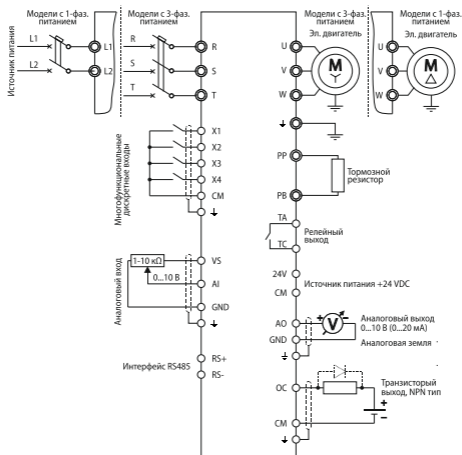 Модели с 1-фаз. питанием
Модели с 3-фаз. питанием
Модели с 3-фаз. питанием
Модели с 1-фаз. питанием
Эл. двигатель
Эл. двигатель
Источник питания
L1
L1
L2
L2
R
R
S
S
T
T
U
V
W
M
U
V
W
M
Многофункциональные дискретные входы
X1
X2
X3
X4
CM
PP
PB
Тормозной резистор
TA
TC
Релейный выход
Аналоговый вход
1-10 кΩ
0...10 В
VS
AI
GND
24V
CM
Источник питания +24 VDC
AO
GND
+
V
–
Аналоговый выход
0...10 В (0...20 мА)
Аналоговая земля
Интерфейс RS485
RS+
RS-
OC
CM
Транзисторый выход, NPN тип
+
–